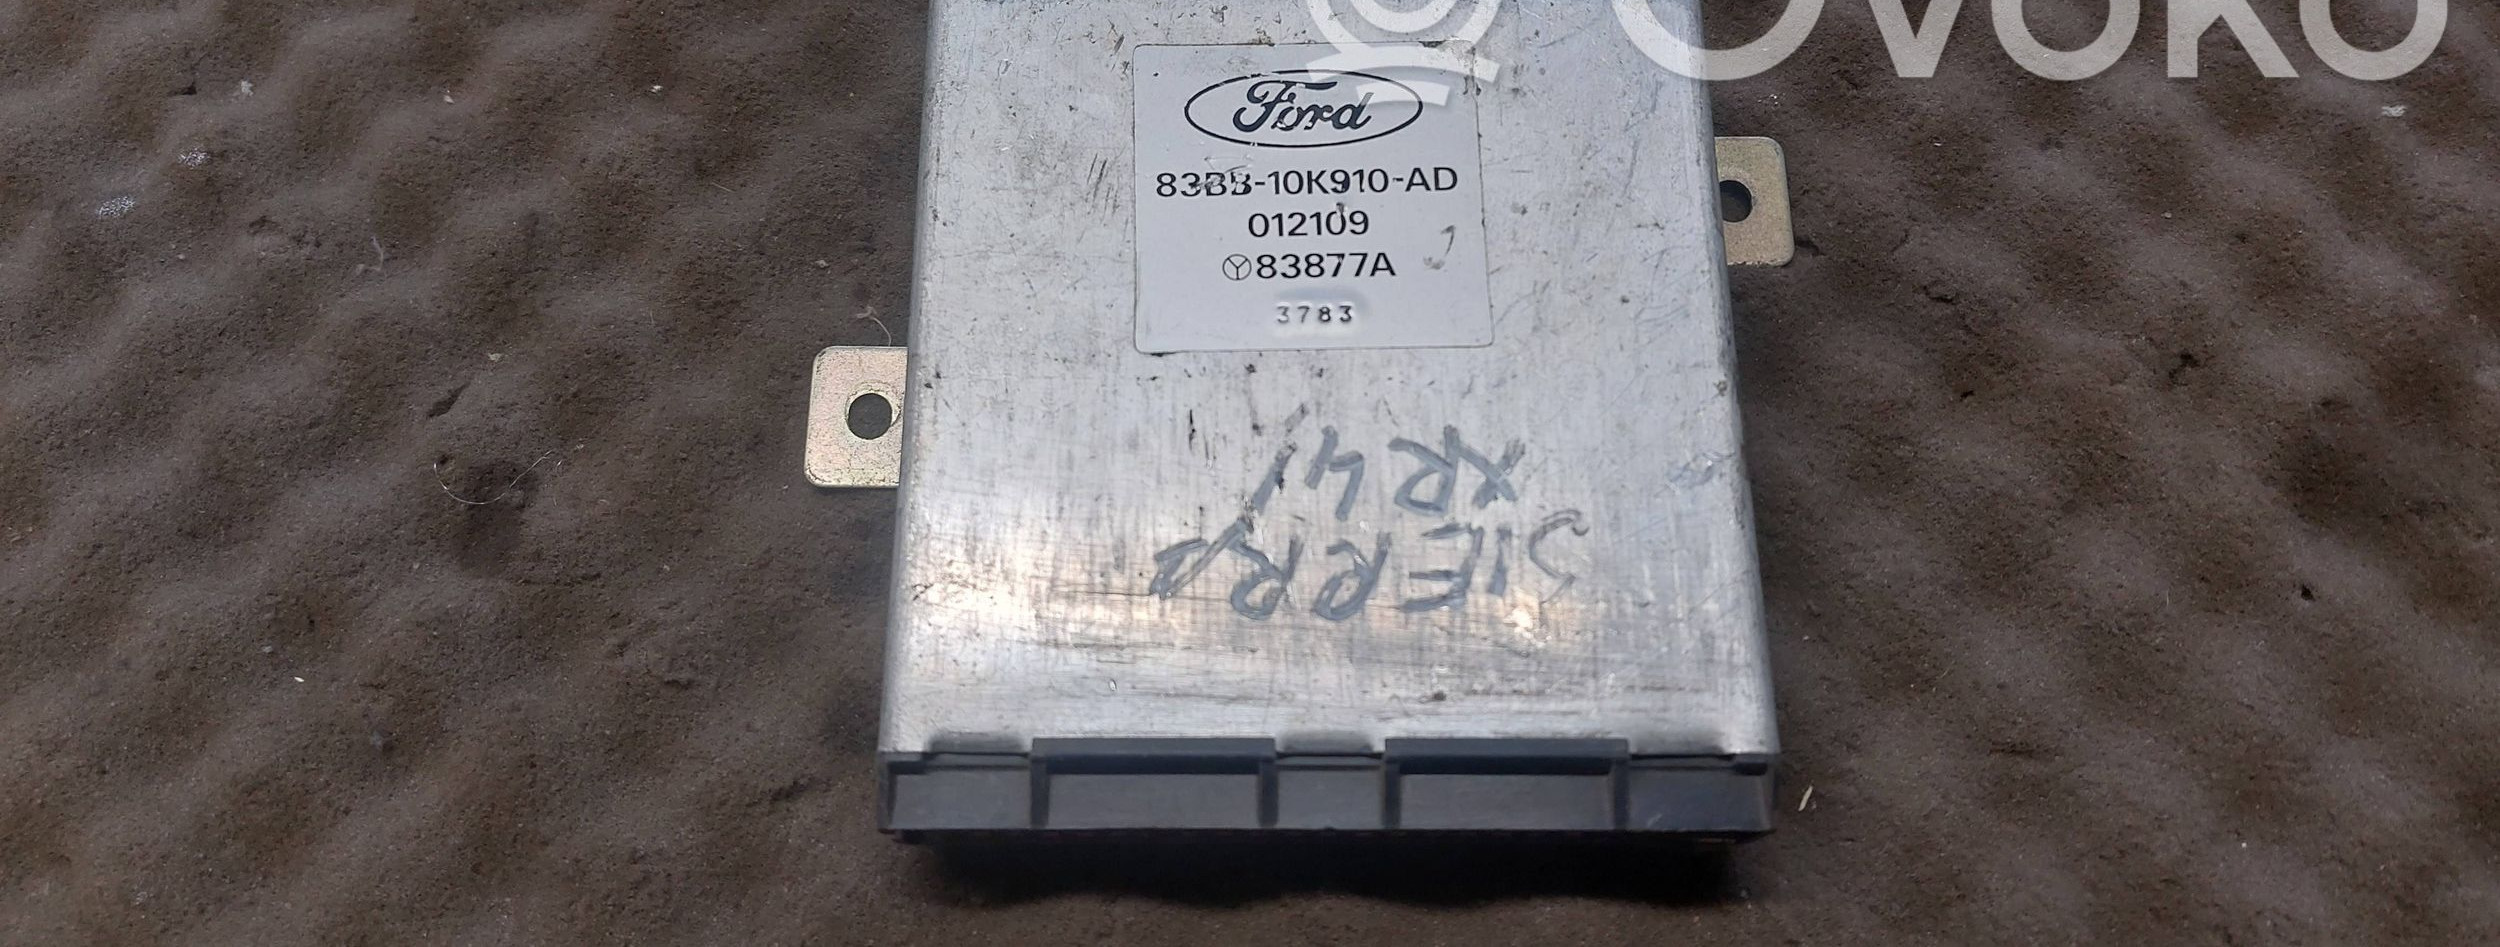 Ovoko
Ford
83BB-10K910-AD
012109
83877A
3783
SIERRA
XR4i